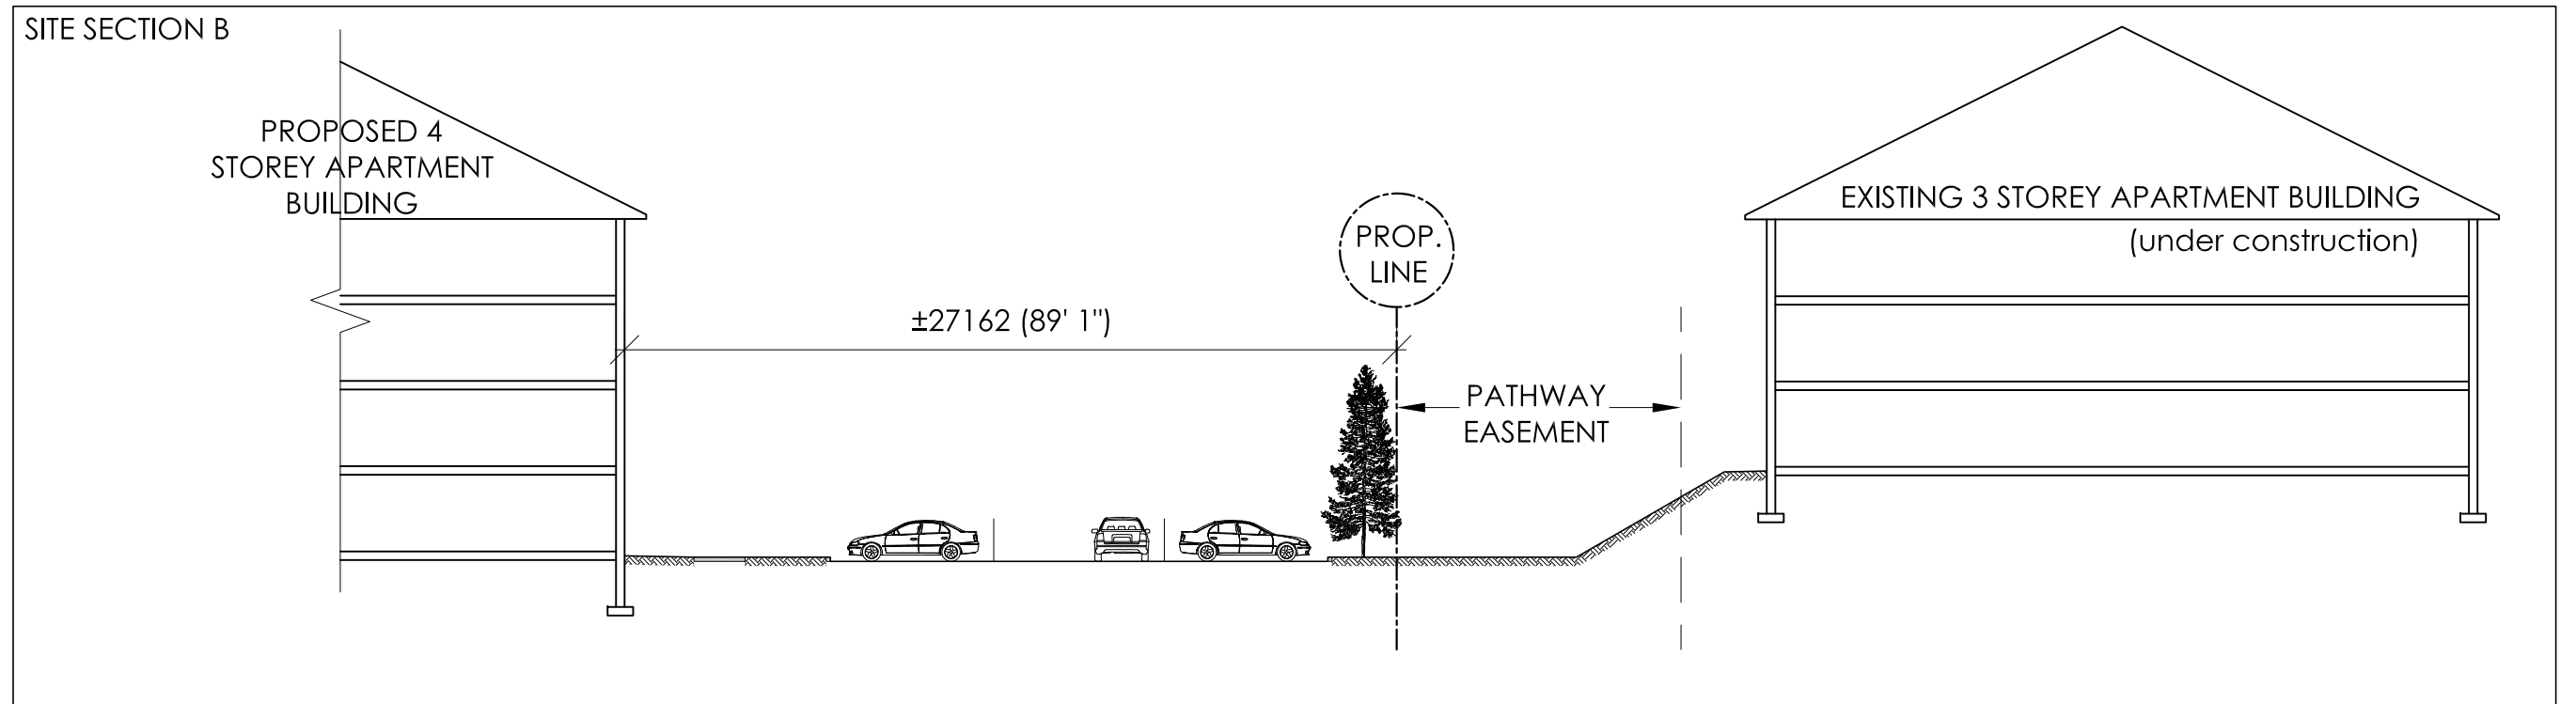 SITE SECTION B
PROPOSED 4
STOREY APARTMENT
BUILDING
±27162 (89' 1")
PROP.
LINE
PATHWAY
EASEMENT
EXISTING 3 STOREY APARTMENT BUILDING
(under construction)